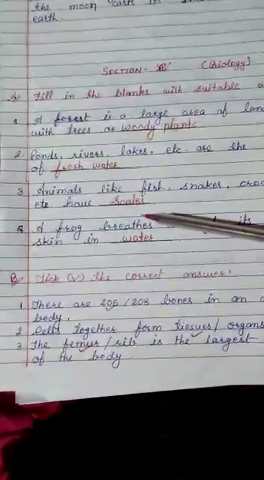 the moon cast in
earth.
SECTION - "B" (Biology)
Fill in the blanks with suitable
1. A forest is a large area of land
with trees or woody plants
2. Ponds, rivers, lakes, etc are the
of fresh water
3. Animals like fish, snakes,
etc have scales
A frog breathes
skin in water
Tick (✓) the correct answer:
1. There are 206/208 bones in an
body.
2. Cells together form tissues/organs
3. The femur/rib is the largest
of the body